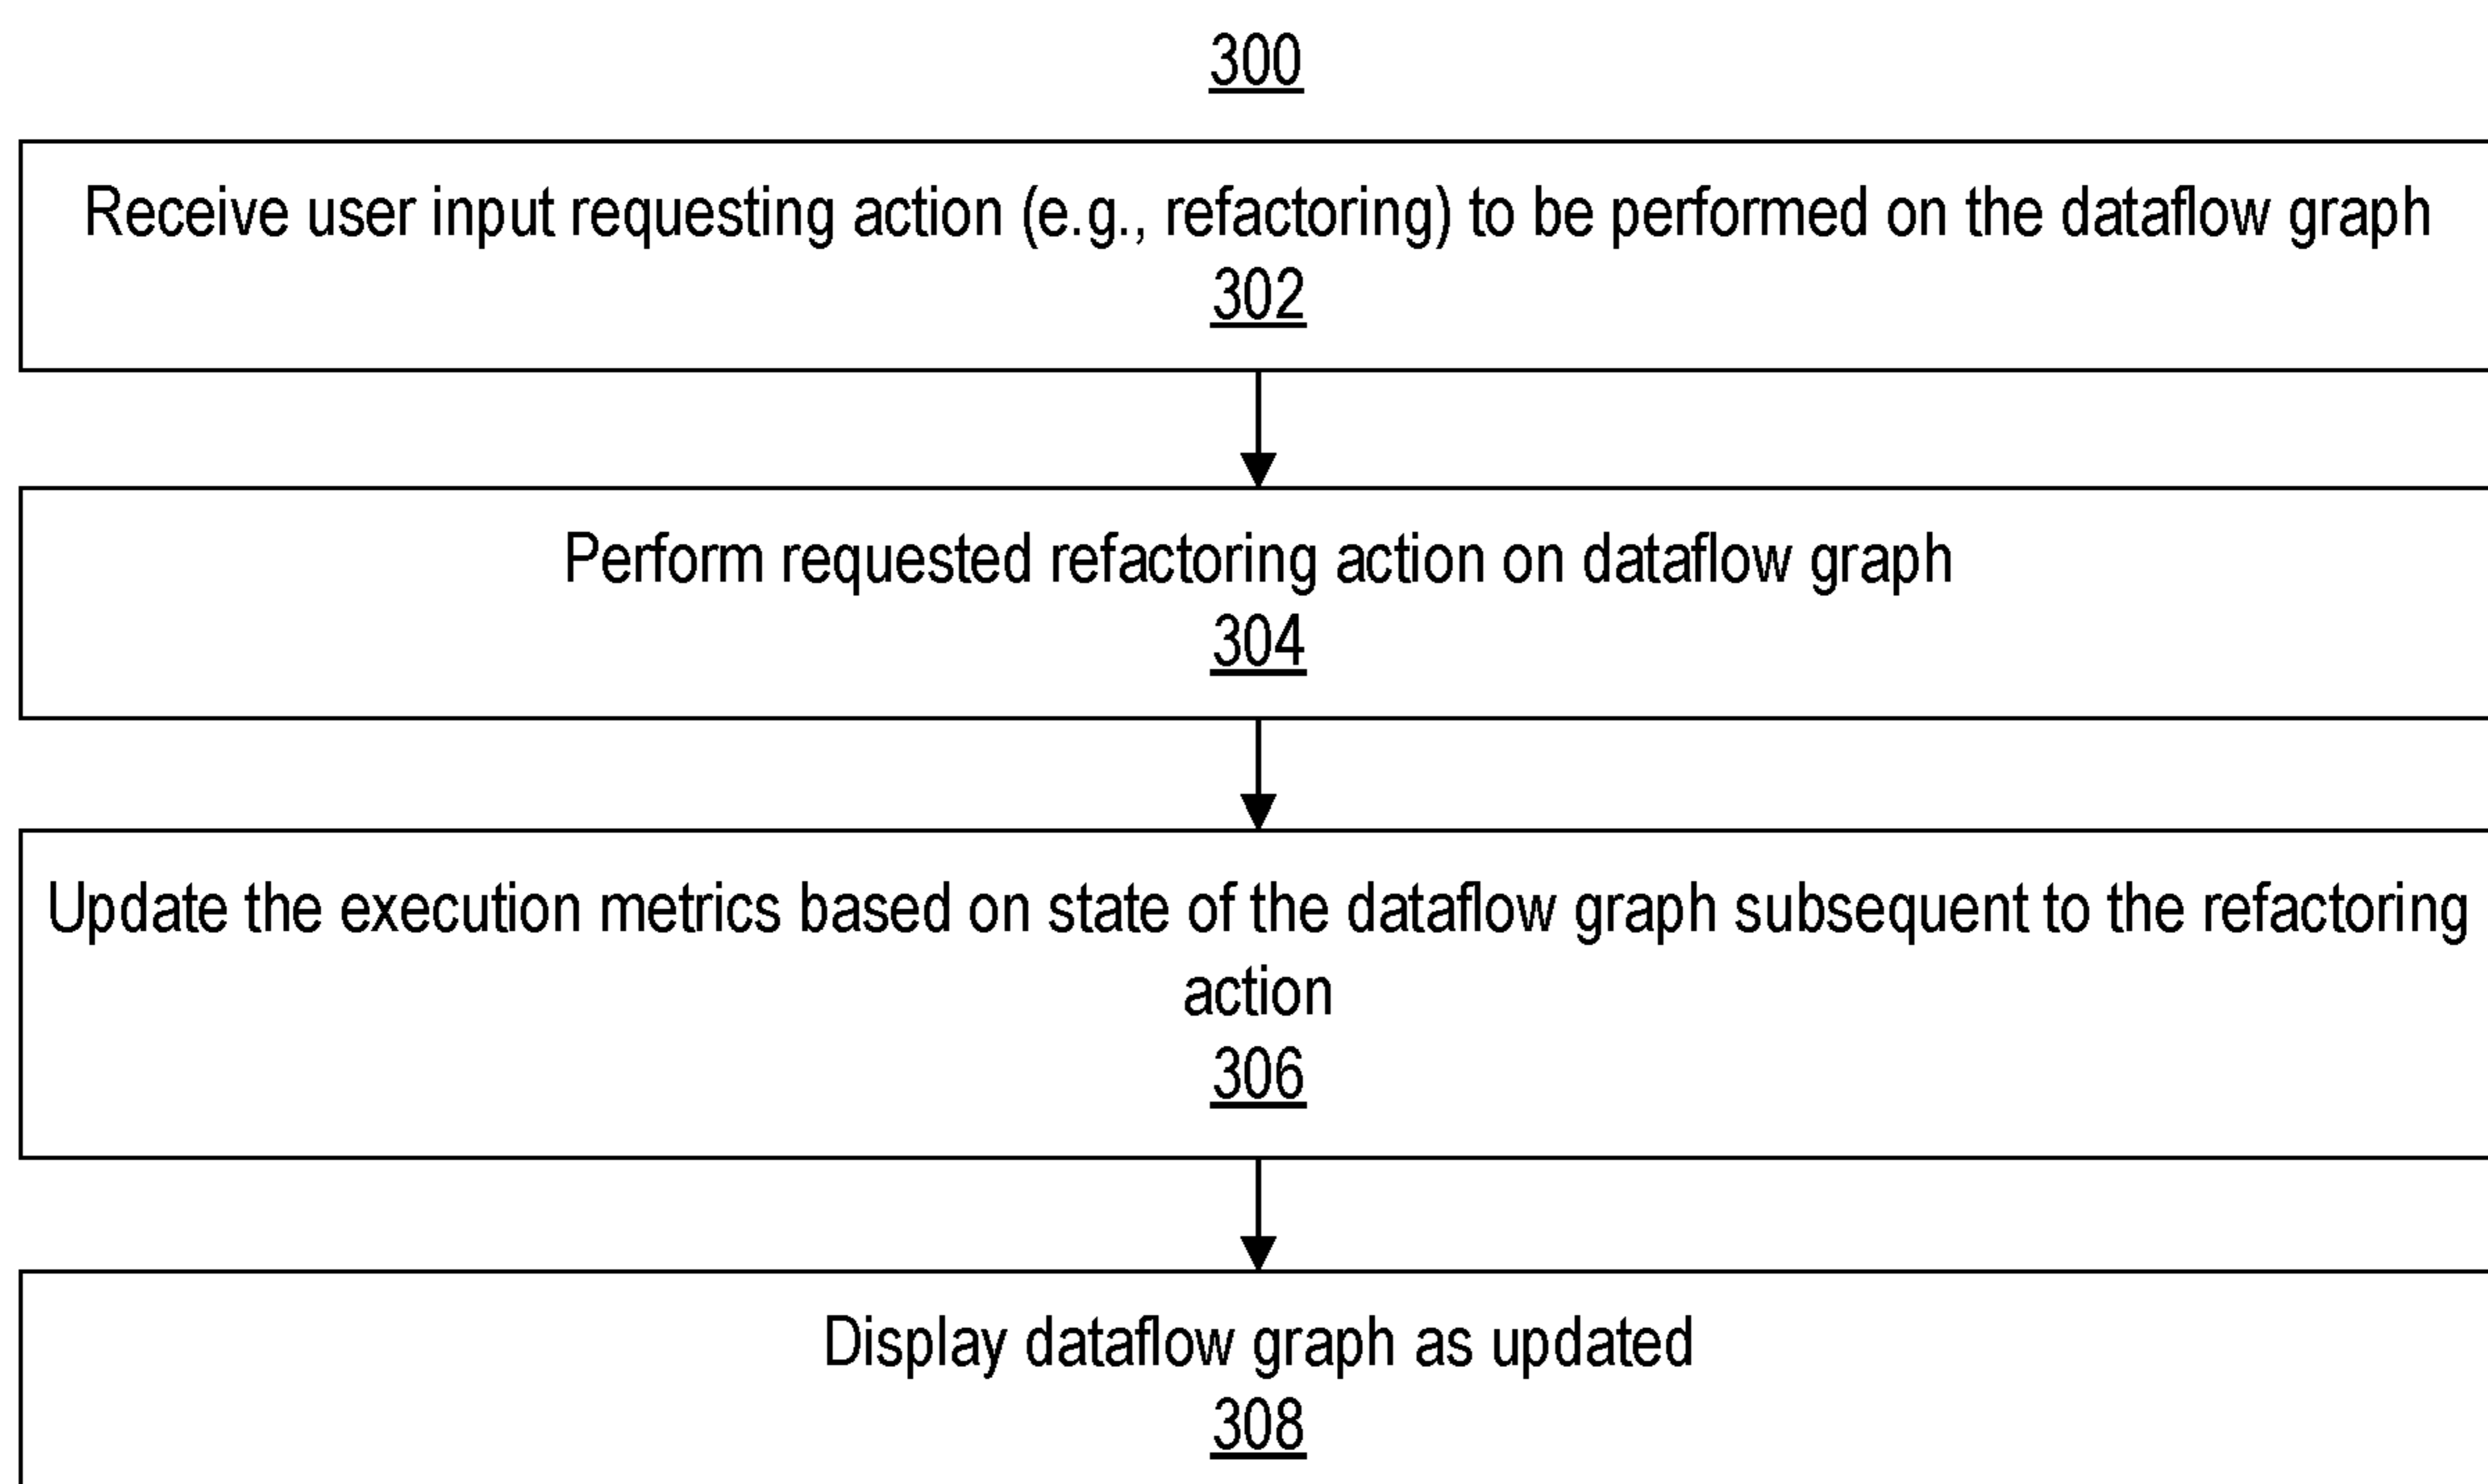 300
Receive user input requesting action (e.g., refactoring) to be performed on the dataflow graph
302
Perform requested refactoring action on dataflow graph
304
Update the execution metrics based on state of the dataflow graph subsequent to the refactoring
action
306
Display dataflow graph as updated
308